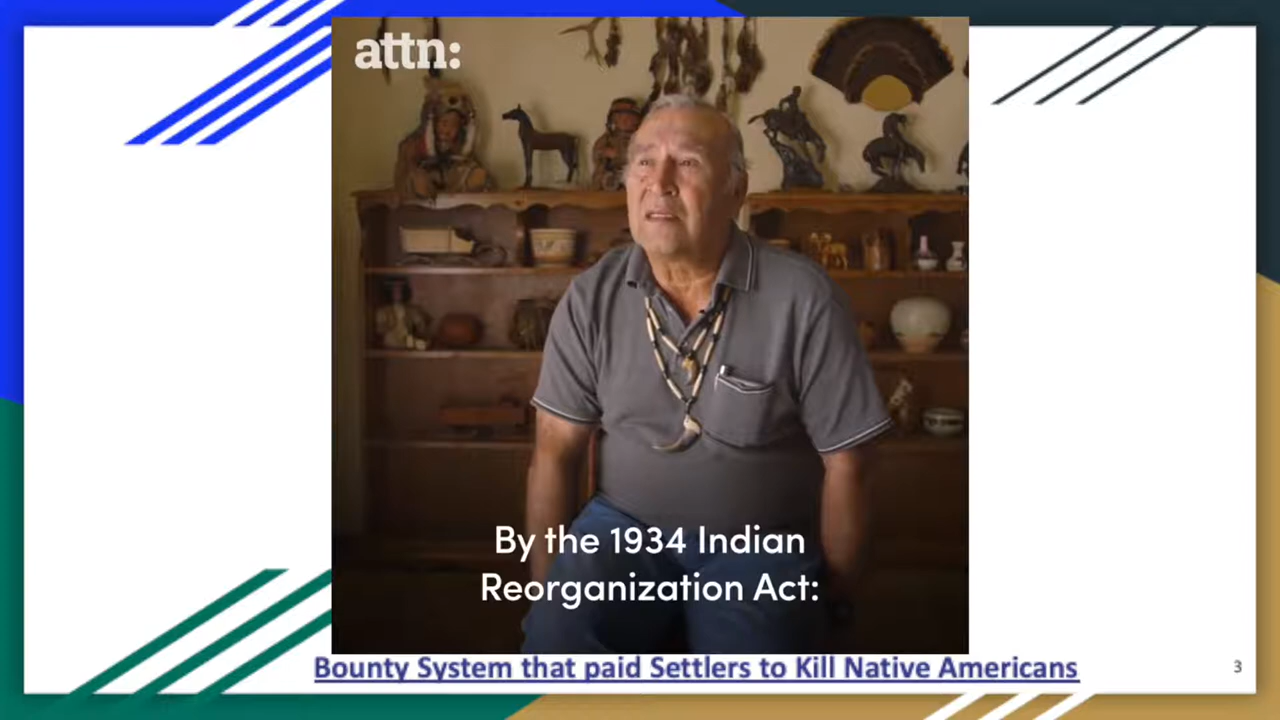 attn:
By the 1934 Indian
Reorganization Act:
Bounty System that paid Settlers to Kill Native Americans
3